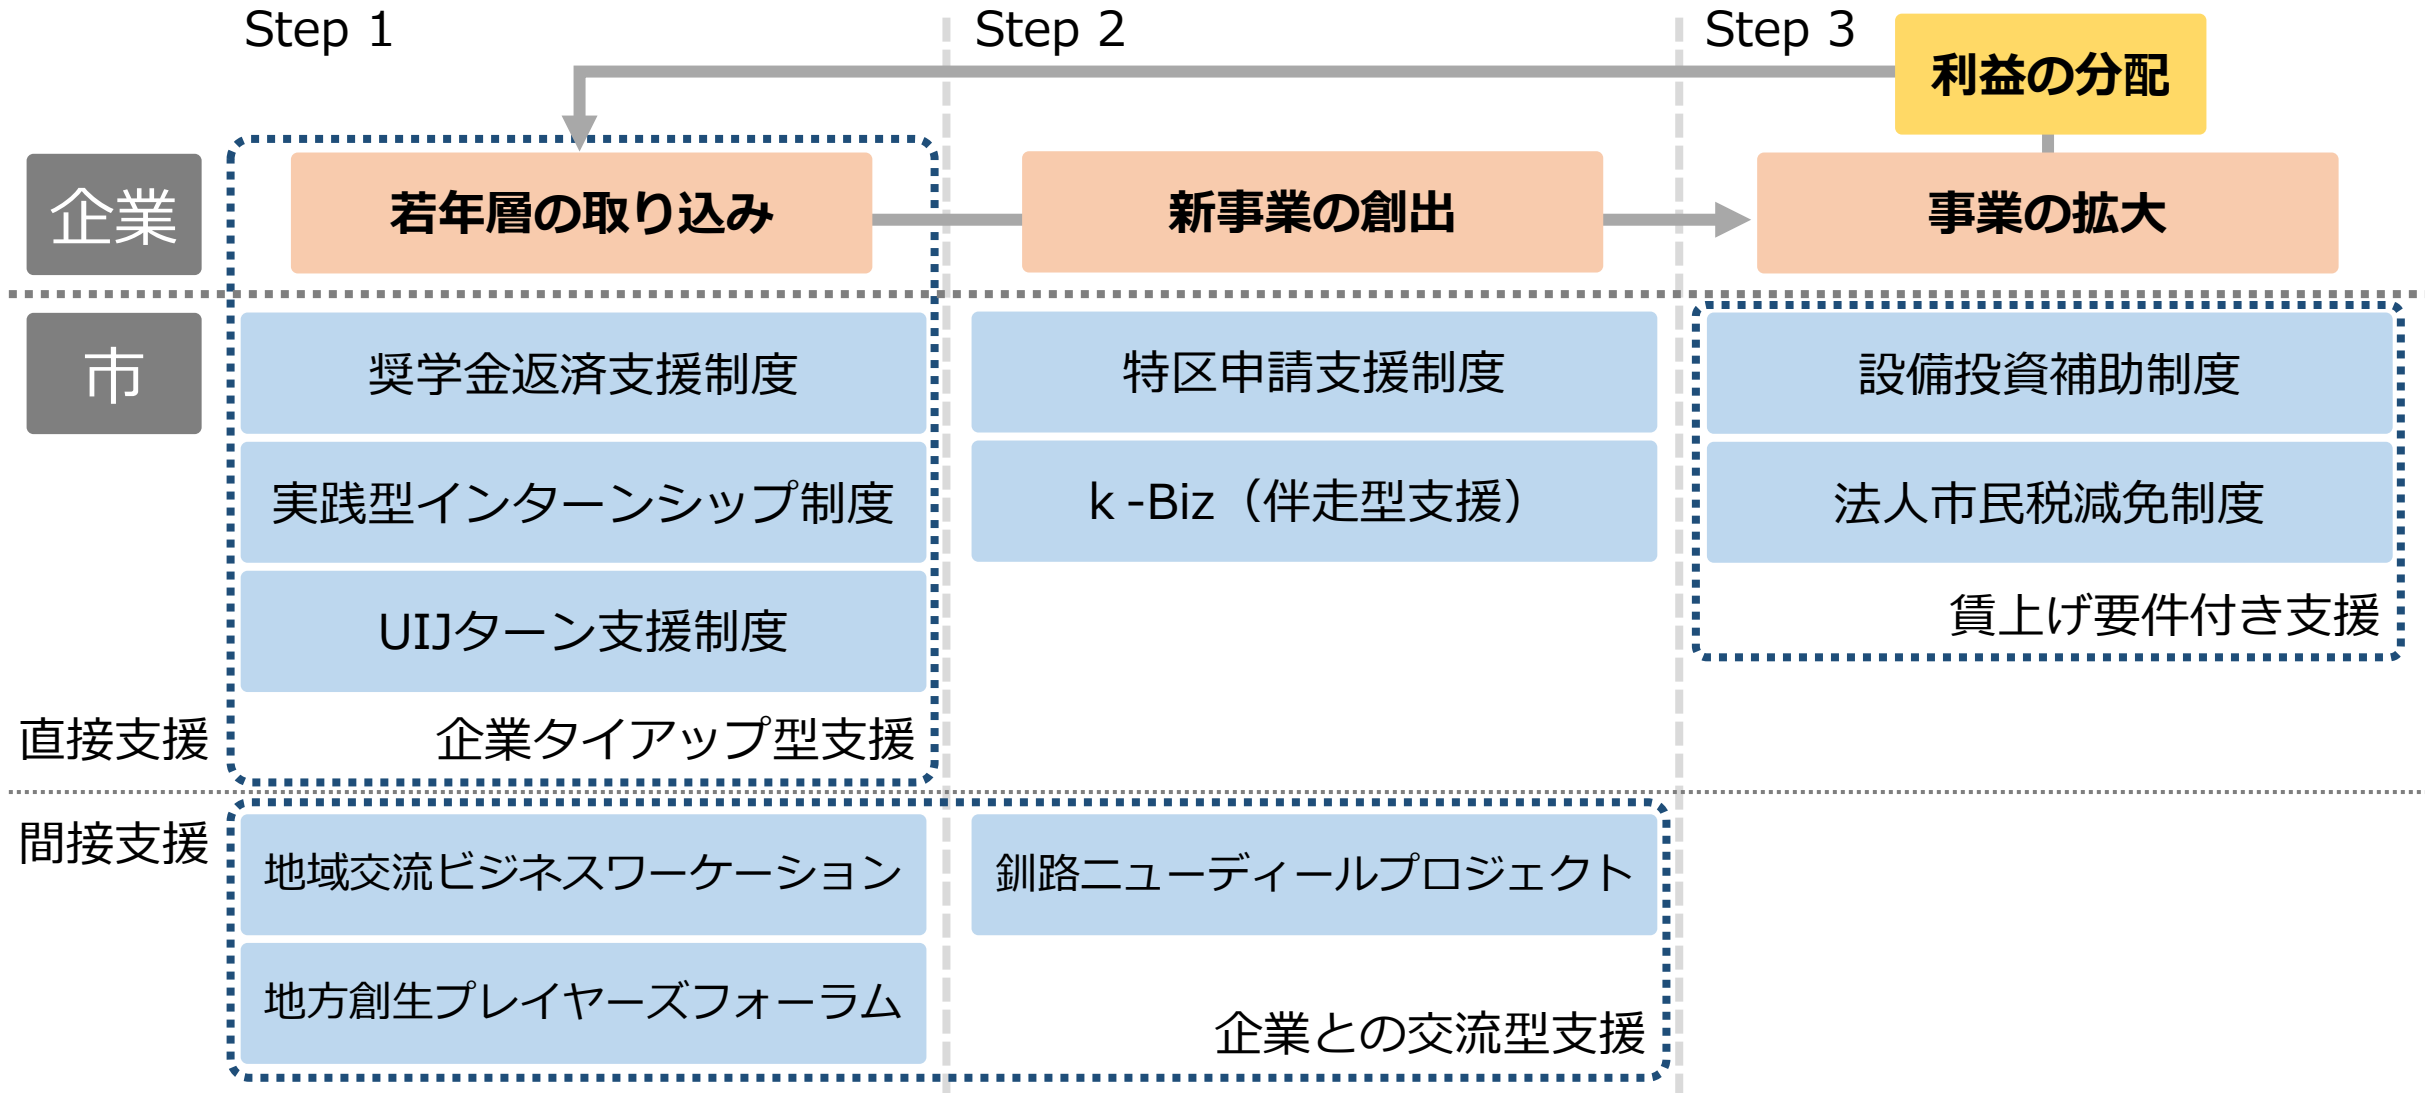 Step 1
Step 2
Step 3
利益の分配
企業
若年層の取り込み
新事業の創出
事業の拡大
市
奨学金返済支援制度
特区申請支援制度
設備投資補助制度
実践型インターンシップ制度
k-Biz（伴走型支援）
法人市民税減免制度
UIJターン支援制度
賃上げ要件付き支援
直接支援
企業タイアップ型支援
間接支援
地域交流ビジネスワーケーション
釧路ニューディールプロジェクト
地方創生プレイヤーズフォーラム
企業との交流型支援